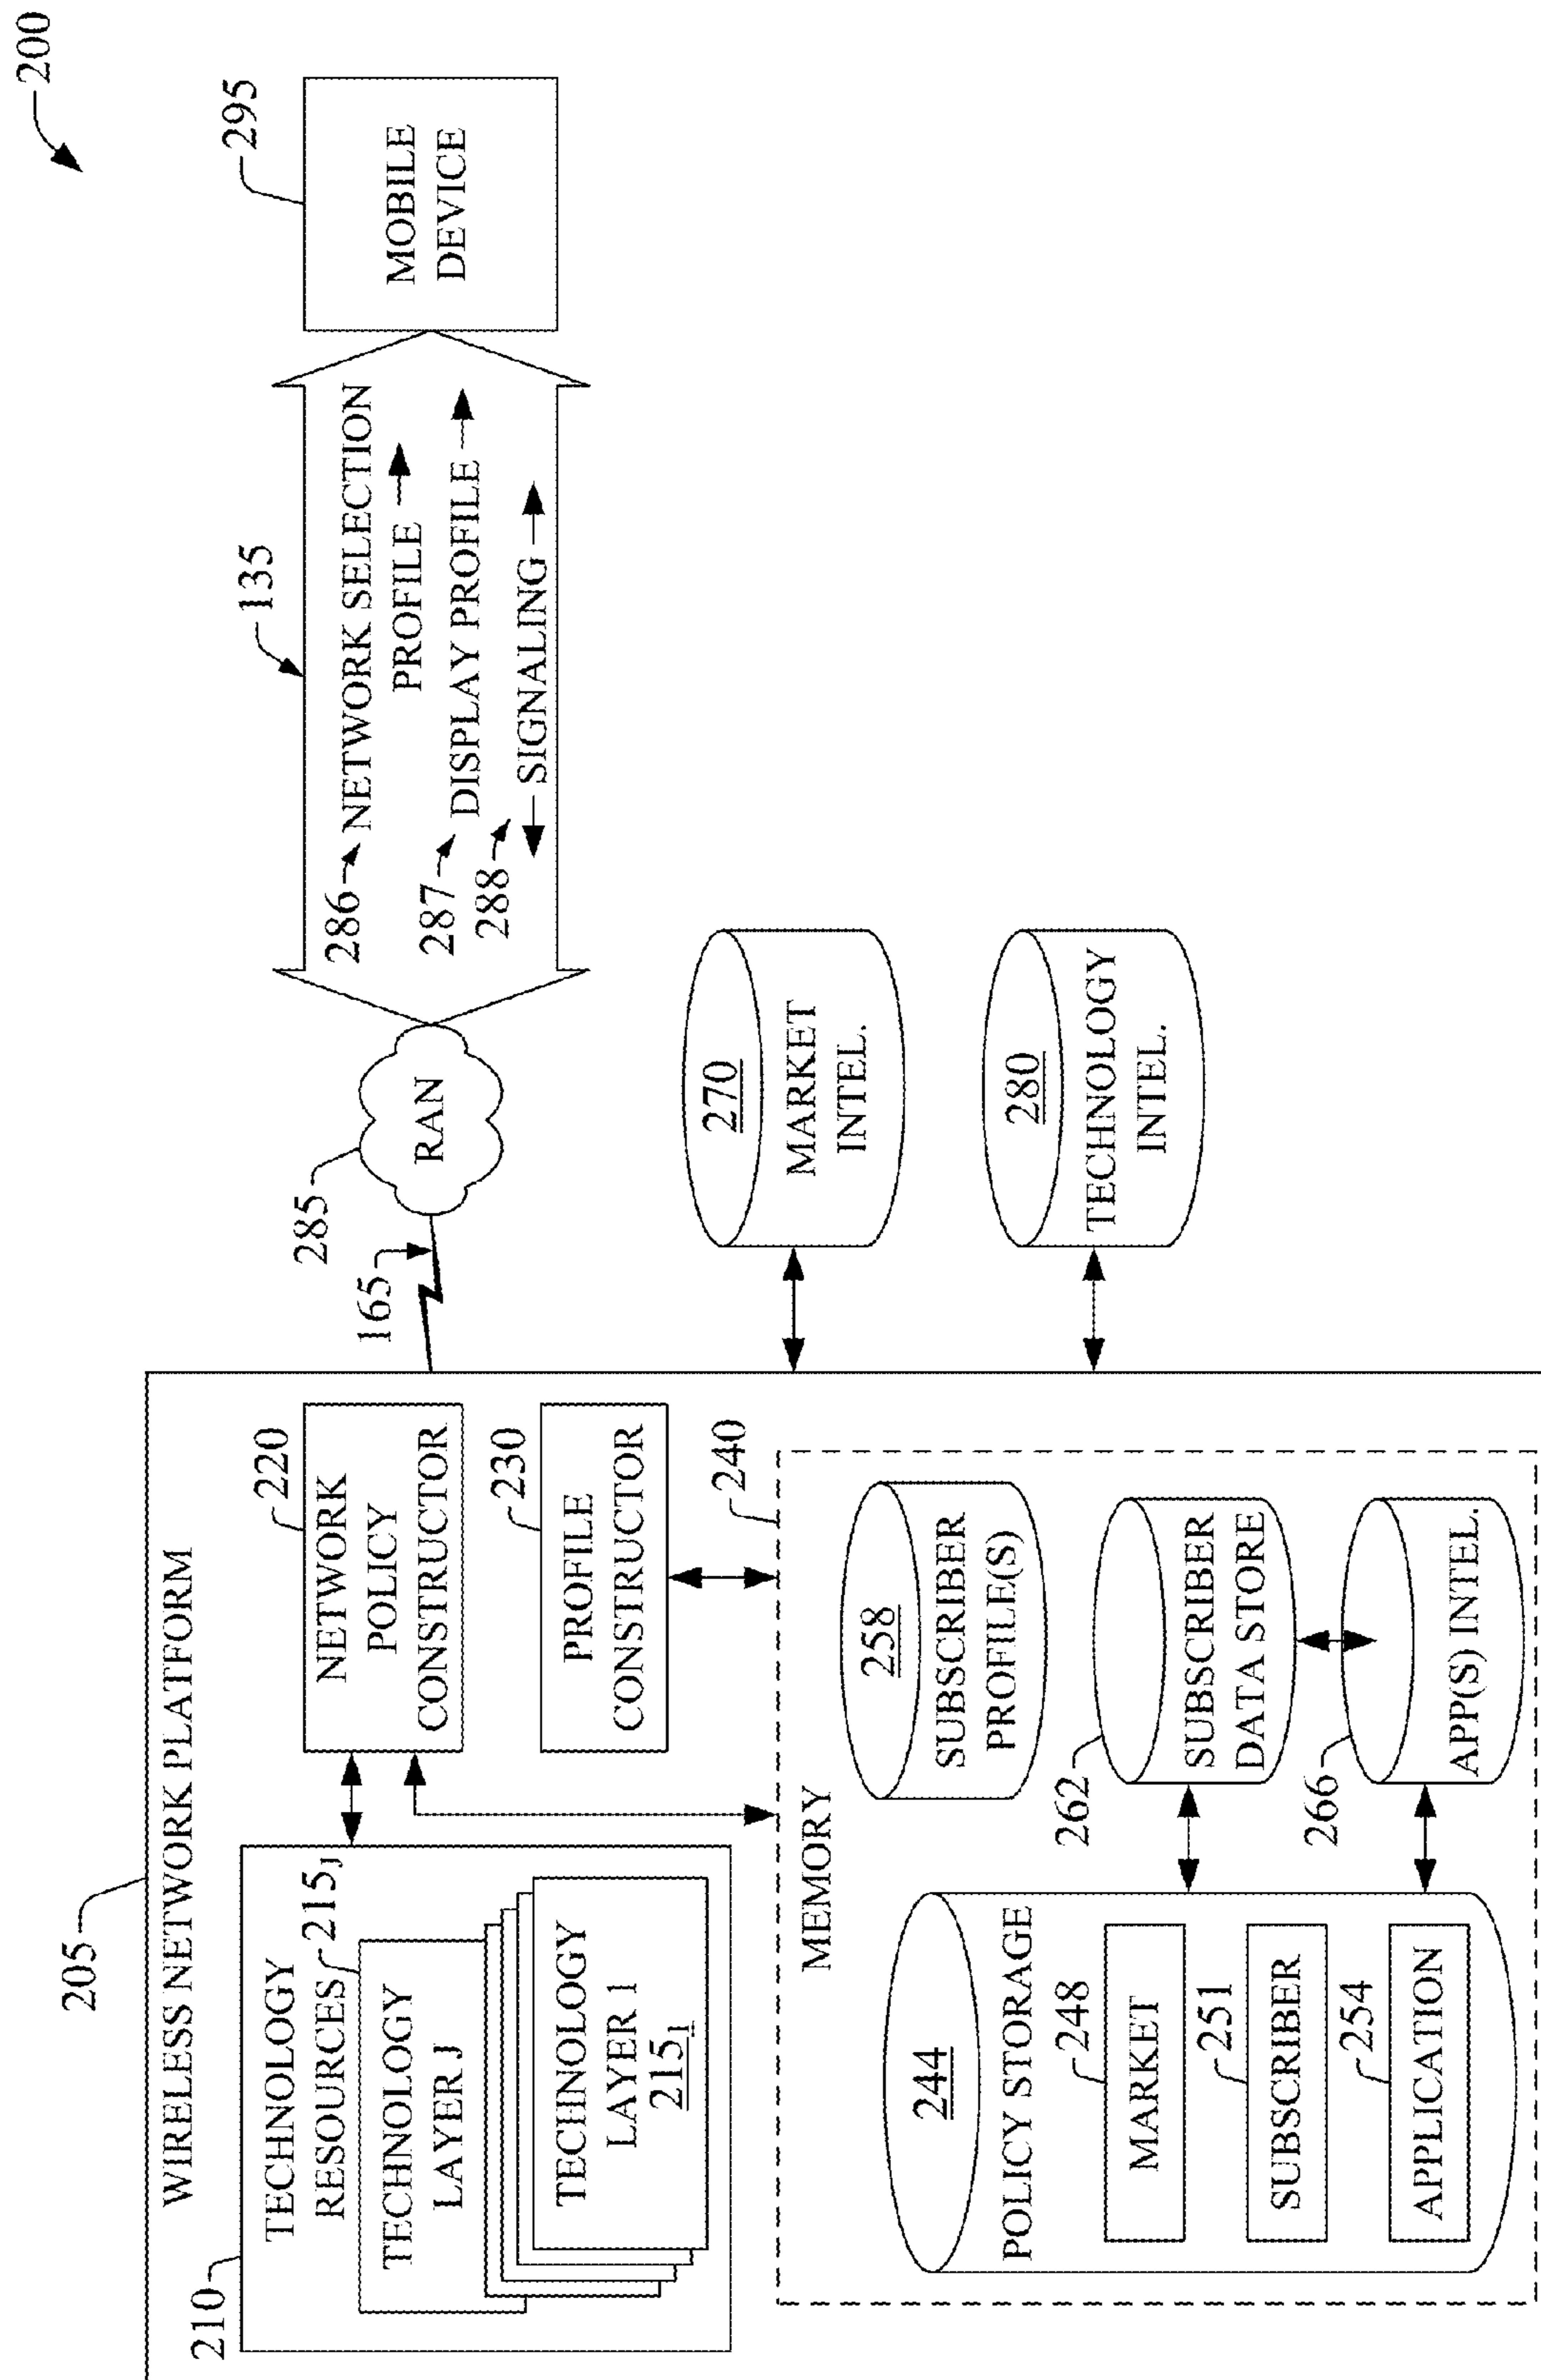 200
205
WIRELESS NETWORK PLATFORM
210
TECHNOLOGY
RESOURCES
215J
TECHNOLOGY
LAYER J
TECHNOLOGY
LAYER 1
2151
220
NETWORK
POLICY
CONSTRUCTOR
230
PROFILE
CONSTRUCTOR
240
MEMORY
244
POLICY STORAGE
248
MARKET
251
SUBSCRIBER
254
APPLICATION
258
SUBSCRIBER
PROFILE(S)
262
SUBSCRIBER
DATA STORE
266
APP(S) INTEL.
165
285
RAN
135
286
NETWORK SELECTION
PROFILE
287
DISPLAY PROFILE
288
SIGNALING
295
MOBILE
DEVICE
270
MARKET
INTEL.
280
TECHNOLOGY
INTEL.